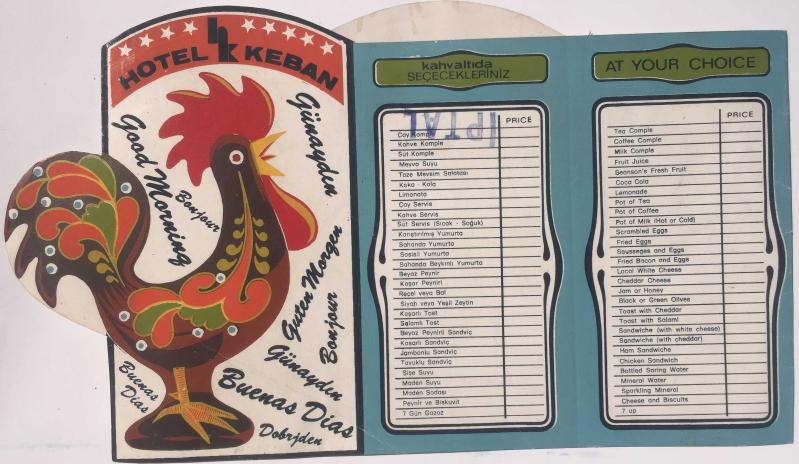 HOTEL hk KEBAN
Good Morning
Bonjour
Günaydın
Guten Morgen
Bonjour
Günaydın
Buenas Dias
Buenas
Dias
Dobrjden
kahvaltıda
SEÇECEKLERİNİZ
İPTAL
PRICE
Çay Komple
Kahve Komple
Süt Komple
Meyva Suyu
Taze Mevsim Salatası
Koka - Kola
Limonata
Çay Servis
Kahve Servis
Süt Servis (Sıcak - Soğuk)
Karıştırılmış Yumurta
Sahanda Yumurta
Sosisli Yumurta
Sahanda Beykınlı Yumurta
Beyaz Peynir
Kaşar Peyniri
Reçel veya Bal
Siyah veya Yeşil Zeytin
Kaşarlı Tost
Salamlı Tost
Beyaz Peynirli Sandviç
Kaşarlı Sandviç
Jambonlu Sandviç
Tavuklu Sandviç
Şişe Suyu
Maden Suyu
Maden Sodası
Peynir ve Bisküvit
7 Gün Gazoz
AT YOUR CHOICE
PRICE
Tea Comple
Coffee Comple
Milk Comple
Fruit Juice
Seanson's Fresh Fruit
Coca Cola
Lemonade
Pot of Tea
Pot of Coffee
Pot of Milk (Hot or Cold)
Scrambled Eggs
Fried Eggs
Sausseges and Eggs
Fried Bacon and Eggs
Local White Cheese
Cheddar Cheese
Jam or Honey
Black or Green Olives
Toast with Cheddar
Toast with Salami
Sandwiche (with white cheese)
Sandwiche (with cheddar)
Ham Sandwiche
Chicken Sandwich
Bottled Saring Water
Mineral Water
Sparkling Mineral
Cheese and Biscuits
7 up